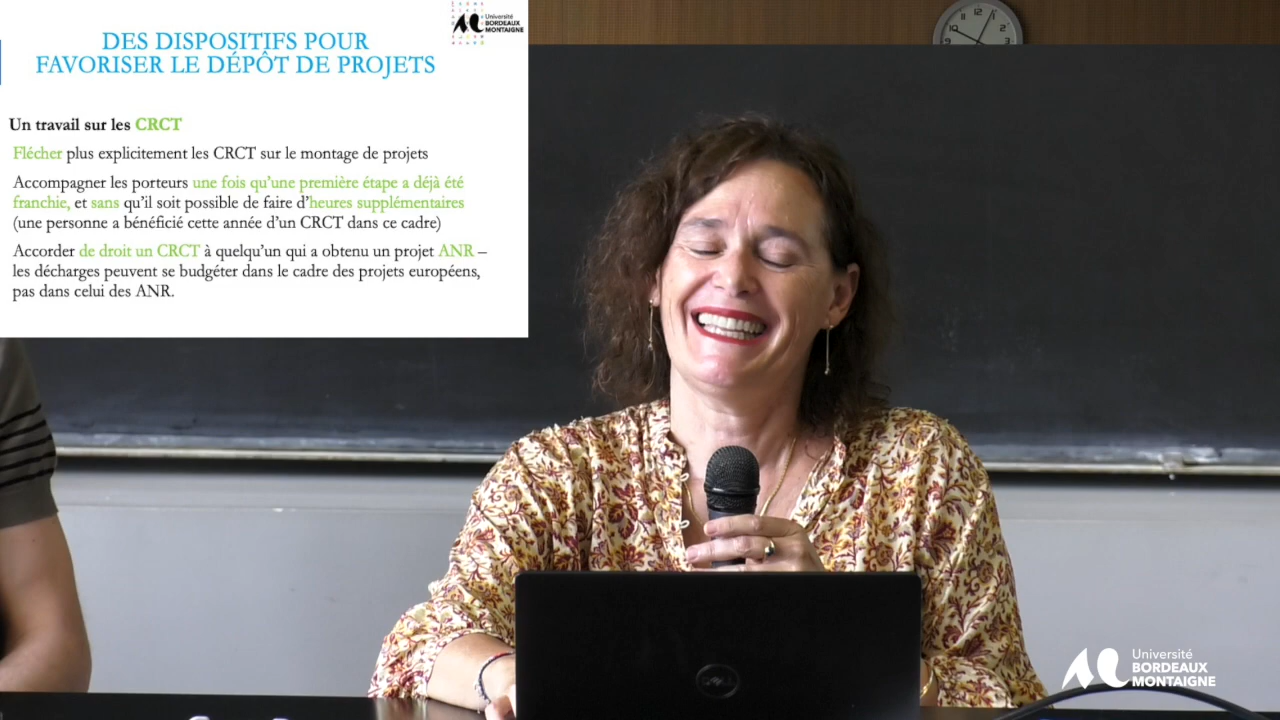 Université
BORDEAUX
MONTAIGNE
DES DISPOSITIFS POUR
FAVORISER LE DÉPÔT DE PROJETS
Un travail sur les CRCT
Flécher plus explicitement les CRCT sur le montage de projets
Accompagner les porteurs une fois qu'une première étape a déjà été
franchie, et sans qu'il soit possible de faire d'heures supplémentaires
(une personne a bénéficié cette année d'un CRCT dans ce cadre)
Accorder de droit un CRCT à quelqu'un qui a obtenu un projet ANR –
les décharges peuvent se budgéter dans le cadre des projets européens,
pas dans celui des ANR.
DELL
Université
BORDEAUX
MONTAIGNE